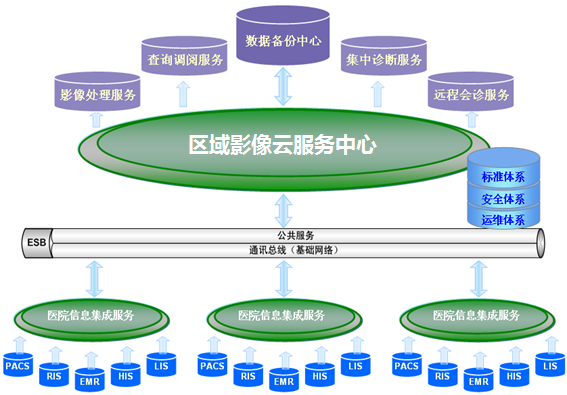 数据备份中心
查询调阅服务
集中诊断服务
影像处理服务
远程会诊服务
区域影像云服务中心
标准体系
安全体系
运维体系
ESB
公共服务
通讯总线（基础网络）
医院信息集成服务
医院信息集成服务
医院信息集成服务
PACS
RIS
EMR
HIS
LIS
PACS
RIS
EMR
HIS
LIS
PACS
RIS
EMR
HIS
LIS